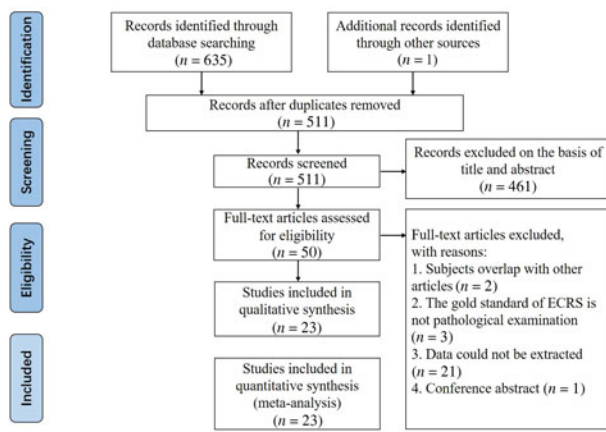 Identification
Records identified through
database searching
(n = 635)
Additional records identified
through other sources
(n = 1)
Records after duplicates removed
(n = 511)
Screening
Records screened
(n = 511)
Records excluded on the basis of
title and abstract
(n = 461)
Eligibility
Full-text articles assessed
for eligibility
(n = 50)
Full-text articles excluded,
with reasons:
1. Subjects overlap with other
articles (n = 2)
2. The gold standard of ECRS is
not pathological examination
(n = 3)
3. Data could not be extracted
(n = 21)
4. Conference abstract (n = 1)
Studies included in
qualitative synthesis
(n = 23)
Included
Studies included in
quantitative synthesis
(meta-analysis)
(n = 23)